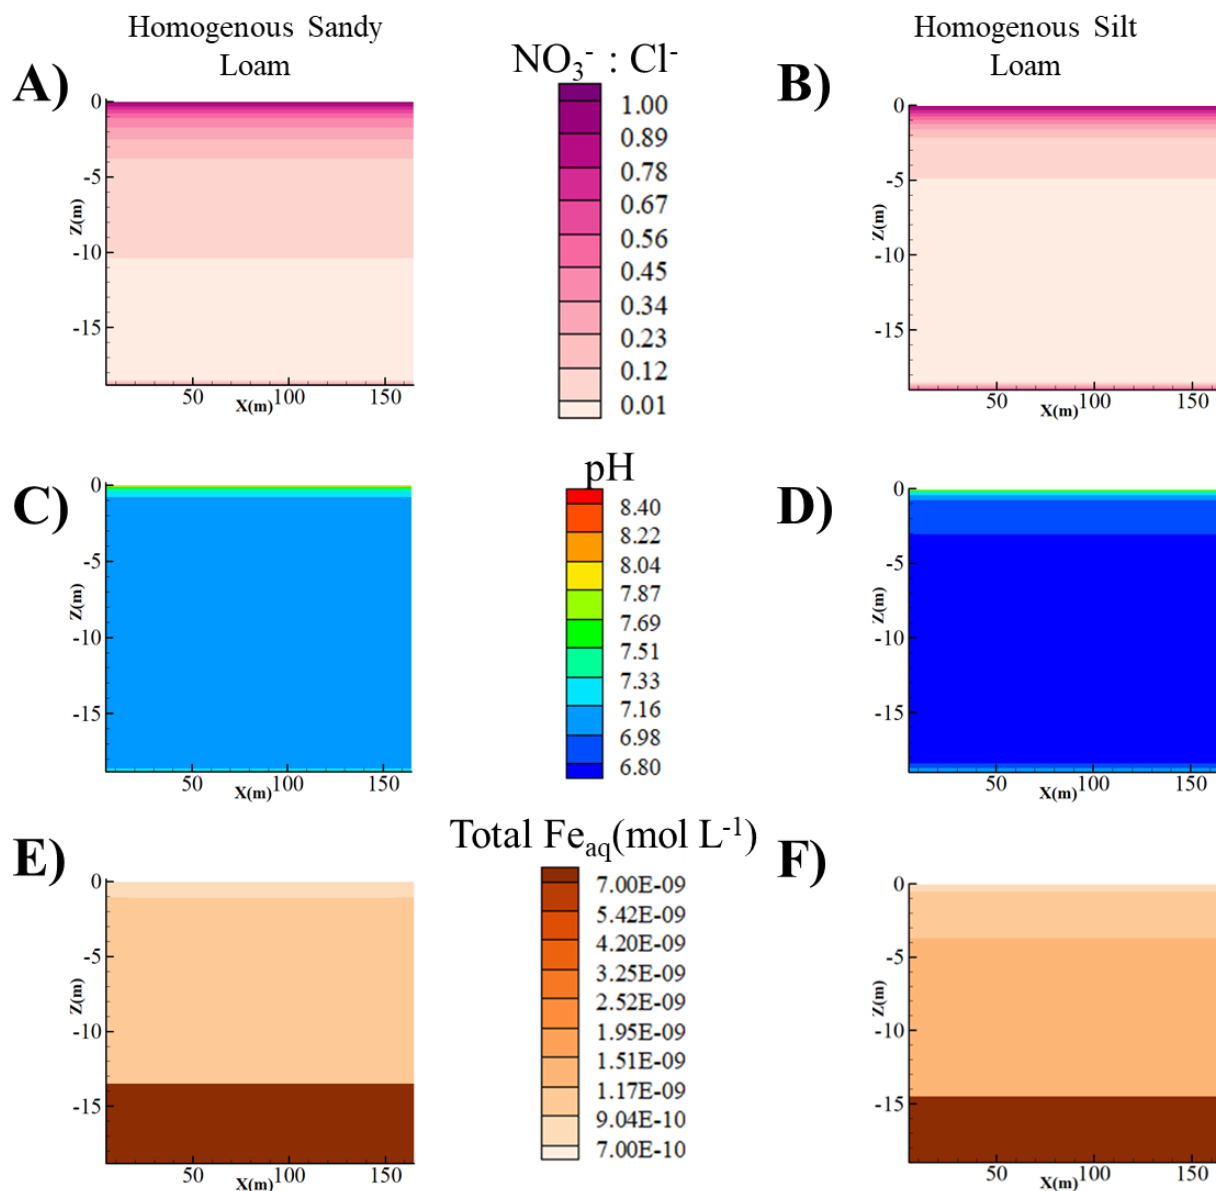 Homogenous Sandy
Loam
Homogenous Silt
Loam
A)
NO₃⁻ : Cl⁻
B)
0
-5
-10
-15
Z(m)
50
100
150
X(m)
1.00
0.89
0.78
0.67
0.56
0.45
0.34
0.23
0.12
0.01
0
-5
-10
-15
Z(m)
50
100
150
X(m)
C)
pH
D)
0
-5
-10
-15
Z(m)
50
100
150
X(m)
8.40
8.22
8.04
7.87
7.69
7.51
7.33
7.16
6.98
6.80
0
-5
-10
-15
Z(m)
50
100
150
X(m)
E)
Total Feaq(mol L⁻¹)
F)
0
-5
-10
-15
Z(m)
50
100
150
X(m)
7.00E-09
5.42E-09
4.20E-09
3.25E-09
2.52E-09
1.95E-09
1.51E-09
1.17E-09
9.04E-10
7.00E-10
0
-5
-10
-15
Z(m)
50
100
150
X(m)